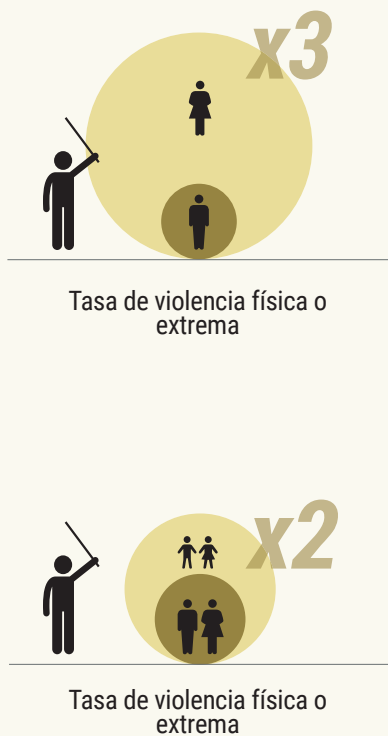 x3
Tasa de violencia física o
extrema
x2
Tasa de violencia física o
extrema